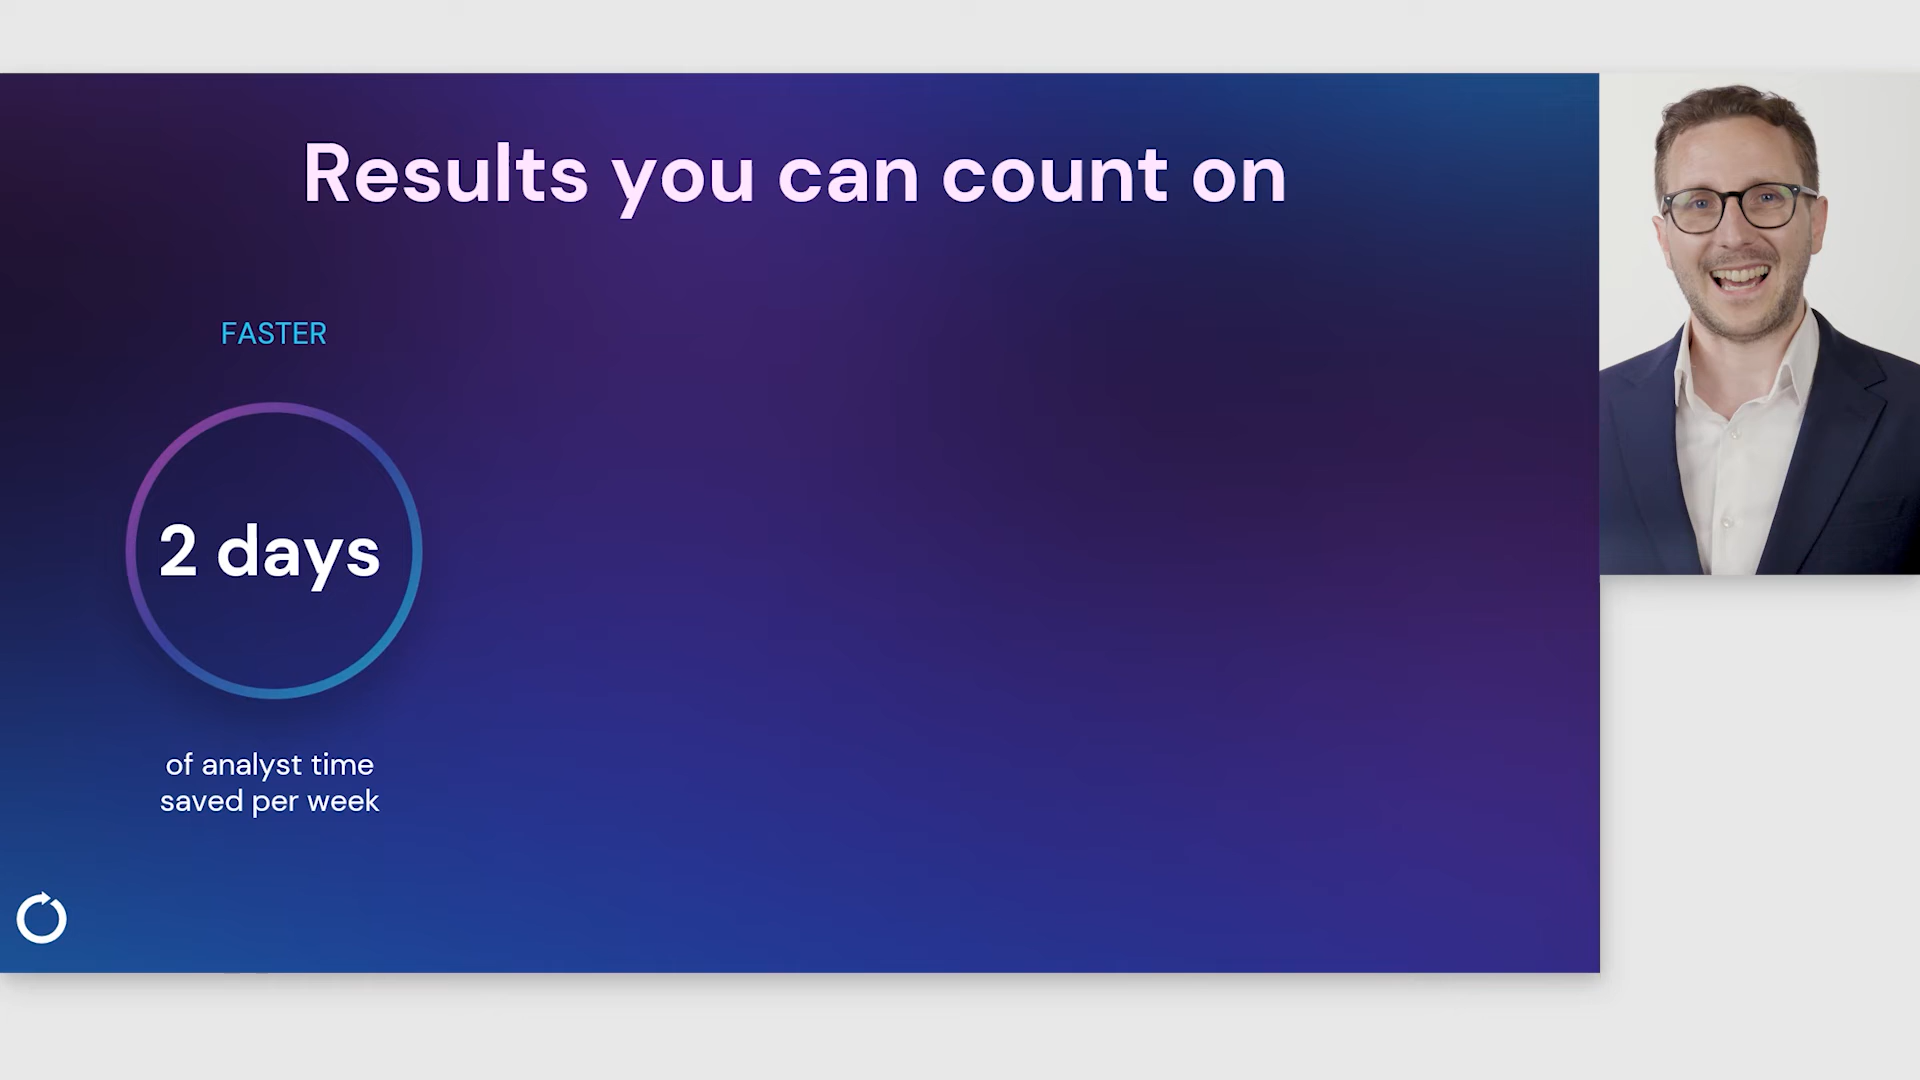 Results you can count on
FASTER
2 days
of analyst time
saved per week